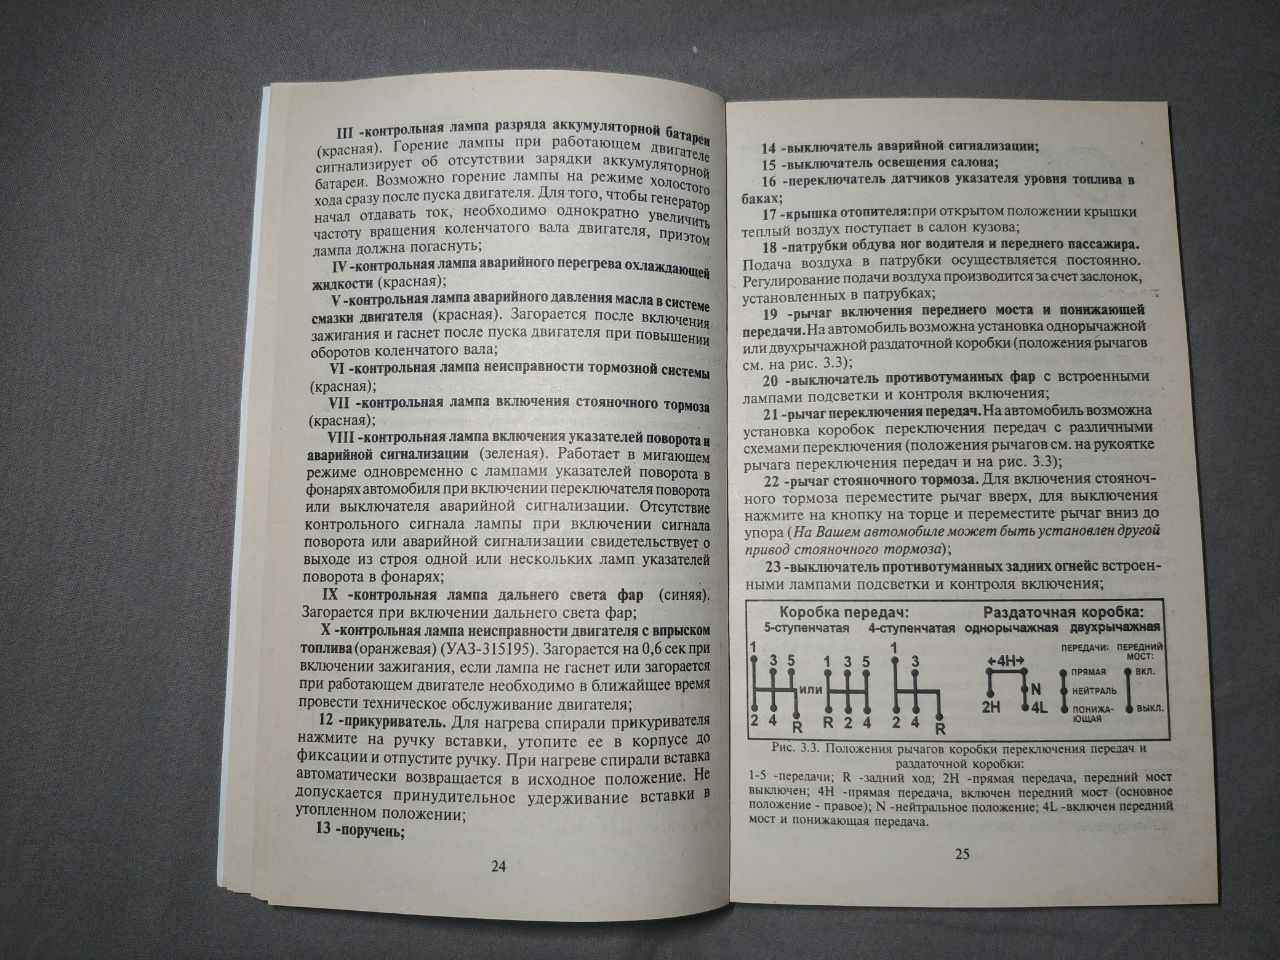 III -контрольная лампа разряда аккумуляторной батареи
(красная). Горение лампы при работающем двигателе
сигнализирует об отсутствии зарядки аккумуляторной
батареи. Возможно горение лампы на режиме холостого
хода сразу после пуска двигателя. Для того, чтобы генератор
начал отдавать ток, необходимо однократно увеличить
частоту вращения коленчатого вала двигателя, приэтом
лампа должна погаснуть;
IV -контрольная лампа аварийного перегрева охлаждающей
жидкости (красная);
V -контрольная лампа аварийного давления масла в системе
смазки двигателя (красная). Загорается после включения
зажигания и гаснет после пуска двигателя при повышении
оборотов коленчатого вала;
VI -контрольная лампа неисправности тормозной системы
(красная);
VII -контрольная лампа включения стояночного тормоза
(красная);
VIII -контрольная лампа включения указателей поворота и
аварийной сигнализации (зеленая). Работает в мигающем
режиме одновременно с лампами указателей поворота в
фонарях автомобиля при включении переключателя поворота
или выключателя аварийной сигнализации. Отсутствие
контрольного сигнала лампы при включении сигнала
поворота или аварийной сигнализации свидетельствует о
выходе из строя одной или нескольких ламп указателей
поворота в фонарях;
IX -контрольная лампа дальнего света фар (синяя).
Загорается при включении дальнего света фар;
X -контрольная лампа неисправности двигателя с впрыском
топлива (оранжевая) (УАЗ-315195). Загорается на 0,6 сек при
включении зажигания, если лампа не гаснет или загорается
при работающем двигателе необходимо в ближайшее время
провести техническое обслуживание двигателя;
12 -прикуриватель. Для нагрева спирали прикуривателя
нажмите на ручку вставки, утопите ее в корпусе до
фиксации и отпустите ручку. При нагреве спирали вставка
автоматически возвращается в исходное положение. Не
допускается принудительное удерживание вставки в
утопленном положении;
13 -поручень;
24
14 -выключатель аварийной сигнализации;
15 -выключатель освещения салона;
16 -переключатель датчиков указателя уровня топлива в
баках;
17 -крышка отопителя: при открытом положении крышки
теплый воздух поступает в салон кузова;
18 -патрубки обдува ног водителя и переднего пассажира.
Подача воздуха в патрубки осуществляется постоянно.
Регулирование подачи воздуха производится за счет заслонок,
установленных в патрубках;
19 -рычаг включения переднего моста и понижающей
передачи. На автомобиль возможна установка однорычажной
или двухрычажной раздаточной коробки (положения рычагов
см. на рис. 3.3);
20 -выключатель противотуманных фар с встроенными
лампами подсветки и контроля включения;
21 -рычаг переключения передач. На автомобиль возможна
установка коробок переключения передач с различными
схемами переключения (положения рычагов см. на рукоятке
рычага переключения передач и на рис. 3.3);
22 -рычаг стояночного тормоза. Для включения стояноч-
ного тормоза переместите рычаг вверх, для выключения
нажмите на кнопку на торце и переместите рычаг вниз до
упора (На Вашем автомобиле может быть установлен другой
привод стояночного тормоза);
23 -выключатель противотуманных задних огнейс встроен-
ными лампами подсветки и контроля включения;
Коробка передач: Раздаточная коробка:
5-ступенчатая 4-ступенчатая однорычажная двухрычажная
1 3 5 2 4 R или 1 3 5 R 2 4
1 3 2 4 R
4H N 2H 4L
ПЕРЕДАЧИ: ПЕРЕДНИЙ
МОСТ:
ПРЯМАЯ ВКЛ.
НЕЙТРАЛЬ
ПОНИЖА- ВЫКЛ.
ЮЩАЯ
Рис. 3.3. Положения рычагов коробки переключения передач и
раздаточной коробки:
1-5 -передачи; R -задний ход; 2H -прямая передача, передний мост
выключен; 4H -прямая передача, включен передний мост (основное
положение - правое); N -нейтральное положение; 4L -включен передний
мост и понижающая передача.
25